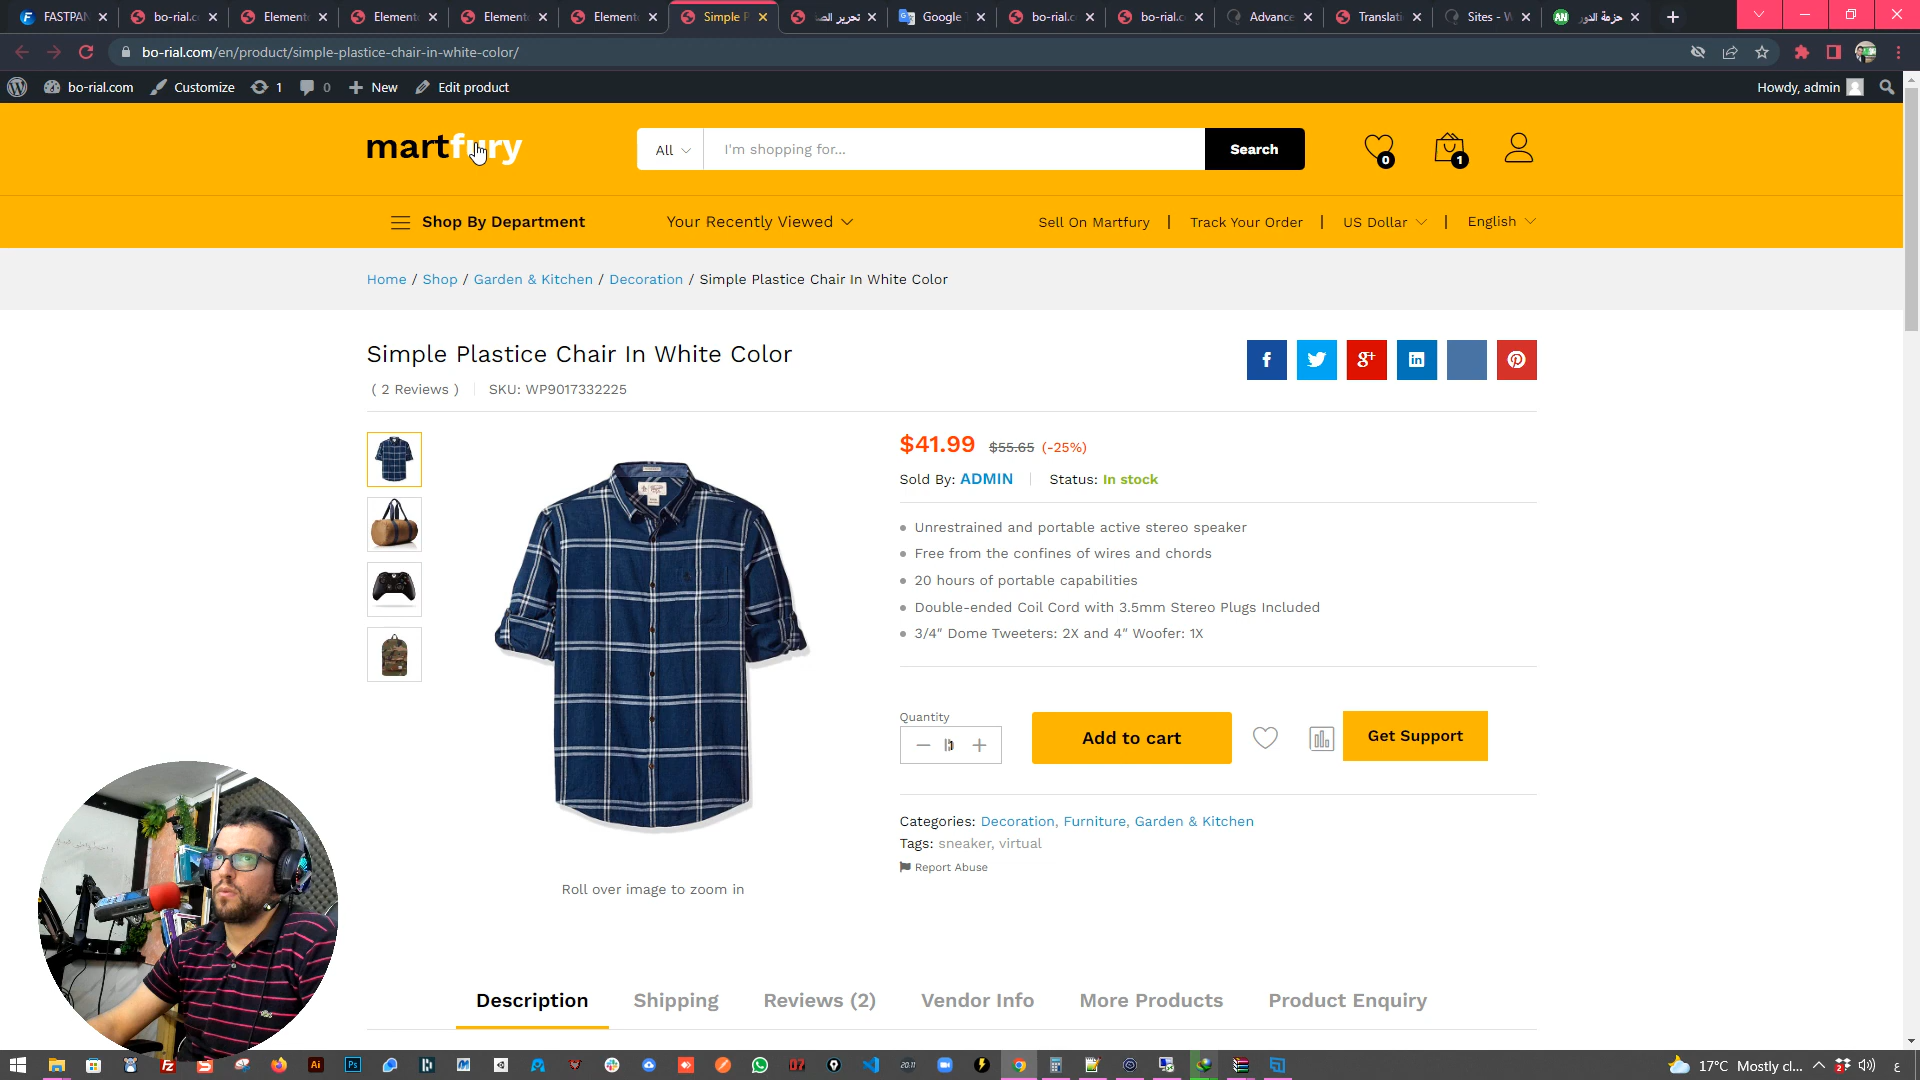 FASTPAN
bo-rial.c
Element
Element
Element
Element
Simple P
تحرير الصـ
Google
bo-rial.c
bo-rial.c
Advance
Translati
Sites - W
حزمة الدور
bo-rial.com/en/product/simple-plastice-chair-in-white-color/
bo-rial.com
Customize
1
0
New
Edit product
Howdy, admin
martfury
All
I'm shopping for...
Search
0
1
Shop By Department
Your Recently Viewed
Sell On Martfury
Track Your Order
US Dollar
English
Home / Shop / Garden & Kitchen / Decoration / Simple Plastice Chair In White Color
Simple Plastice Chair In White Color
( 2 Reviews )
SKU: WP9017332225
$41.99 $55.65 (-25%)
Sold By: ADMIN
Status: In stock
Unrestrained and portable active stereo speaker
Free from the confines of wires and chords
20 hours of portable capabilities
Double-ended Coil Cord with 3.5mm Stereo Plugs Included
3/4″ Dome Tweeters: 2X and 4″ Woofer: 1X
Quantity
Add to cart
Get Support
Categories: Decoration, Furniture, Garden & Kitchen
Tags: sneaker, virtual
Report Abuse
Roll over image to zoom in
Description
Shipping
Reviews (2)
Vendor Info
More Products
Product Enquiry
17°C Mostly cl...
ع